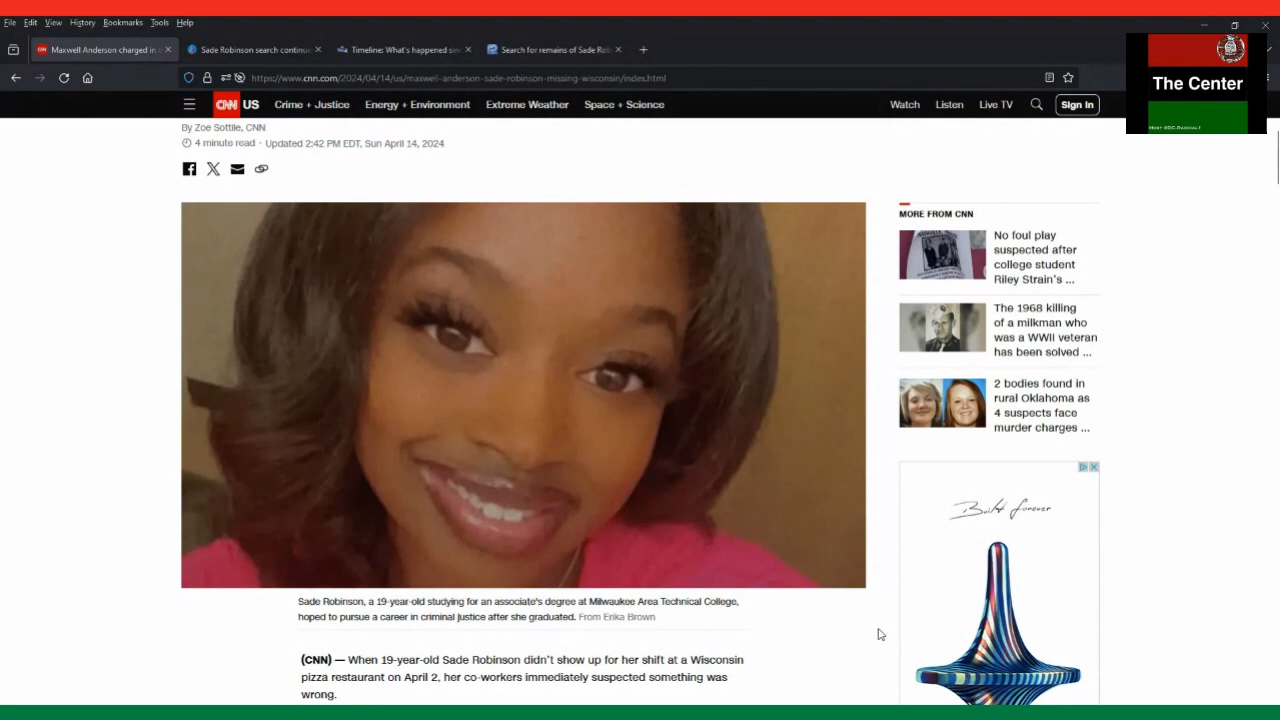 File Edit View History Bookmarks Tools Help
Maxwell Anderson charged in
Sade Robinson search continue
Timeline: What's happened sin
Search for remains of Sade Rob
https://www.cnn.com/2024/04/14/us/maxwell-anderson-sade-robinson-missing-wisconsin/index.html
The Center
CNN US Crime + Justice Energy + Environment Extreme Weather Space + Science Watch Listen Live TV Sign in
By Zoe Sottile, CNN
4 minute read · Updated 2:42 PM EDT, Sun April 14, 2024
MORE FROM CNN
No foul play
suspected after
college student
Riley Strain's ...
The 1968 killing
of a milkman who
was a WWII veteran
has been solved ...
2 bodies found in
rural Oklahoma as
4 suspects face
murder charges ...
Built forever
Sade Robinson, a 19-year-old studying for an associate's degree at Milwaukee Area Technical College,
hoped to pursue a career in criminal justice after she graduated. From Erika Brown
(CNN) — When 19-year-old Sade Robinson didn't show up for her shift at a Wisconsin
pizza restaurant on April 2, her co-workers immediately suspected something was
wrong.